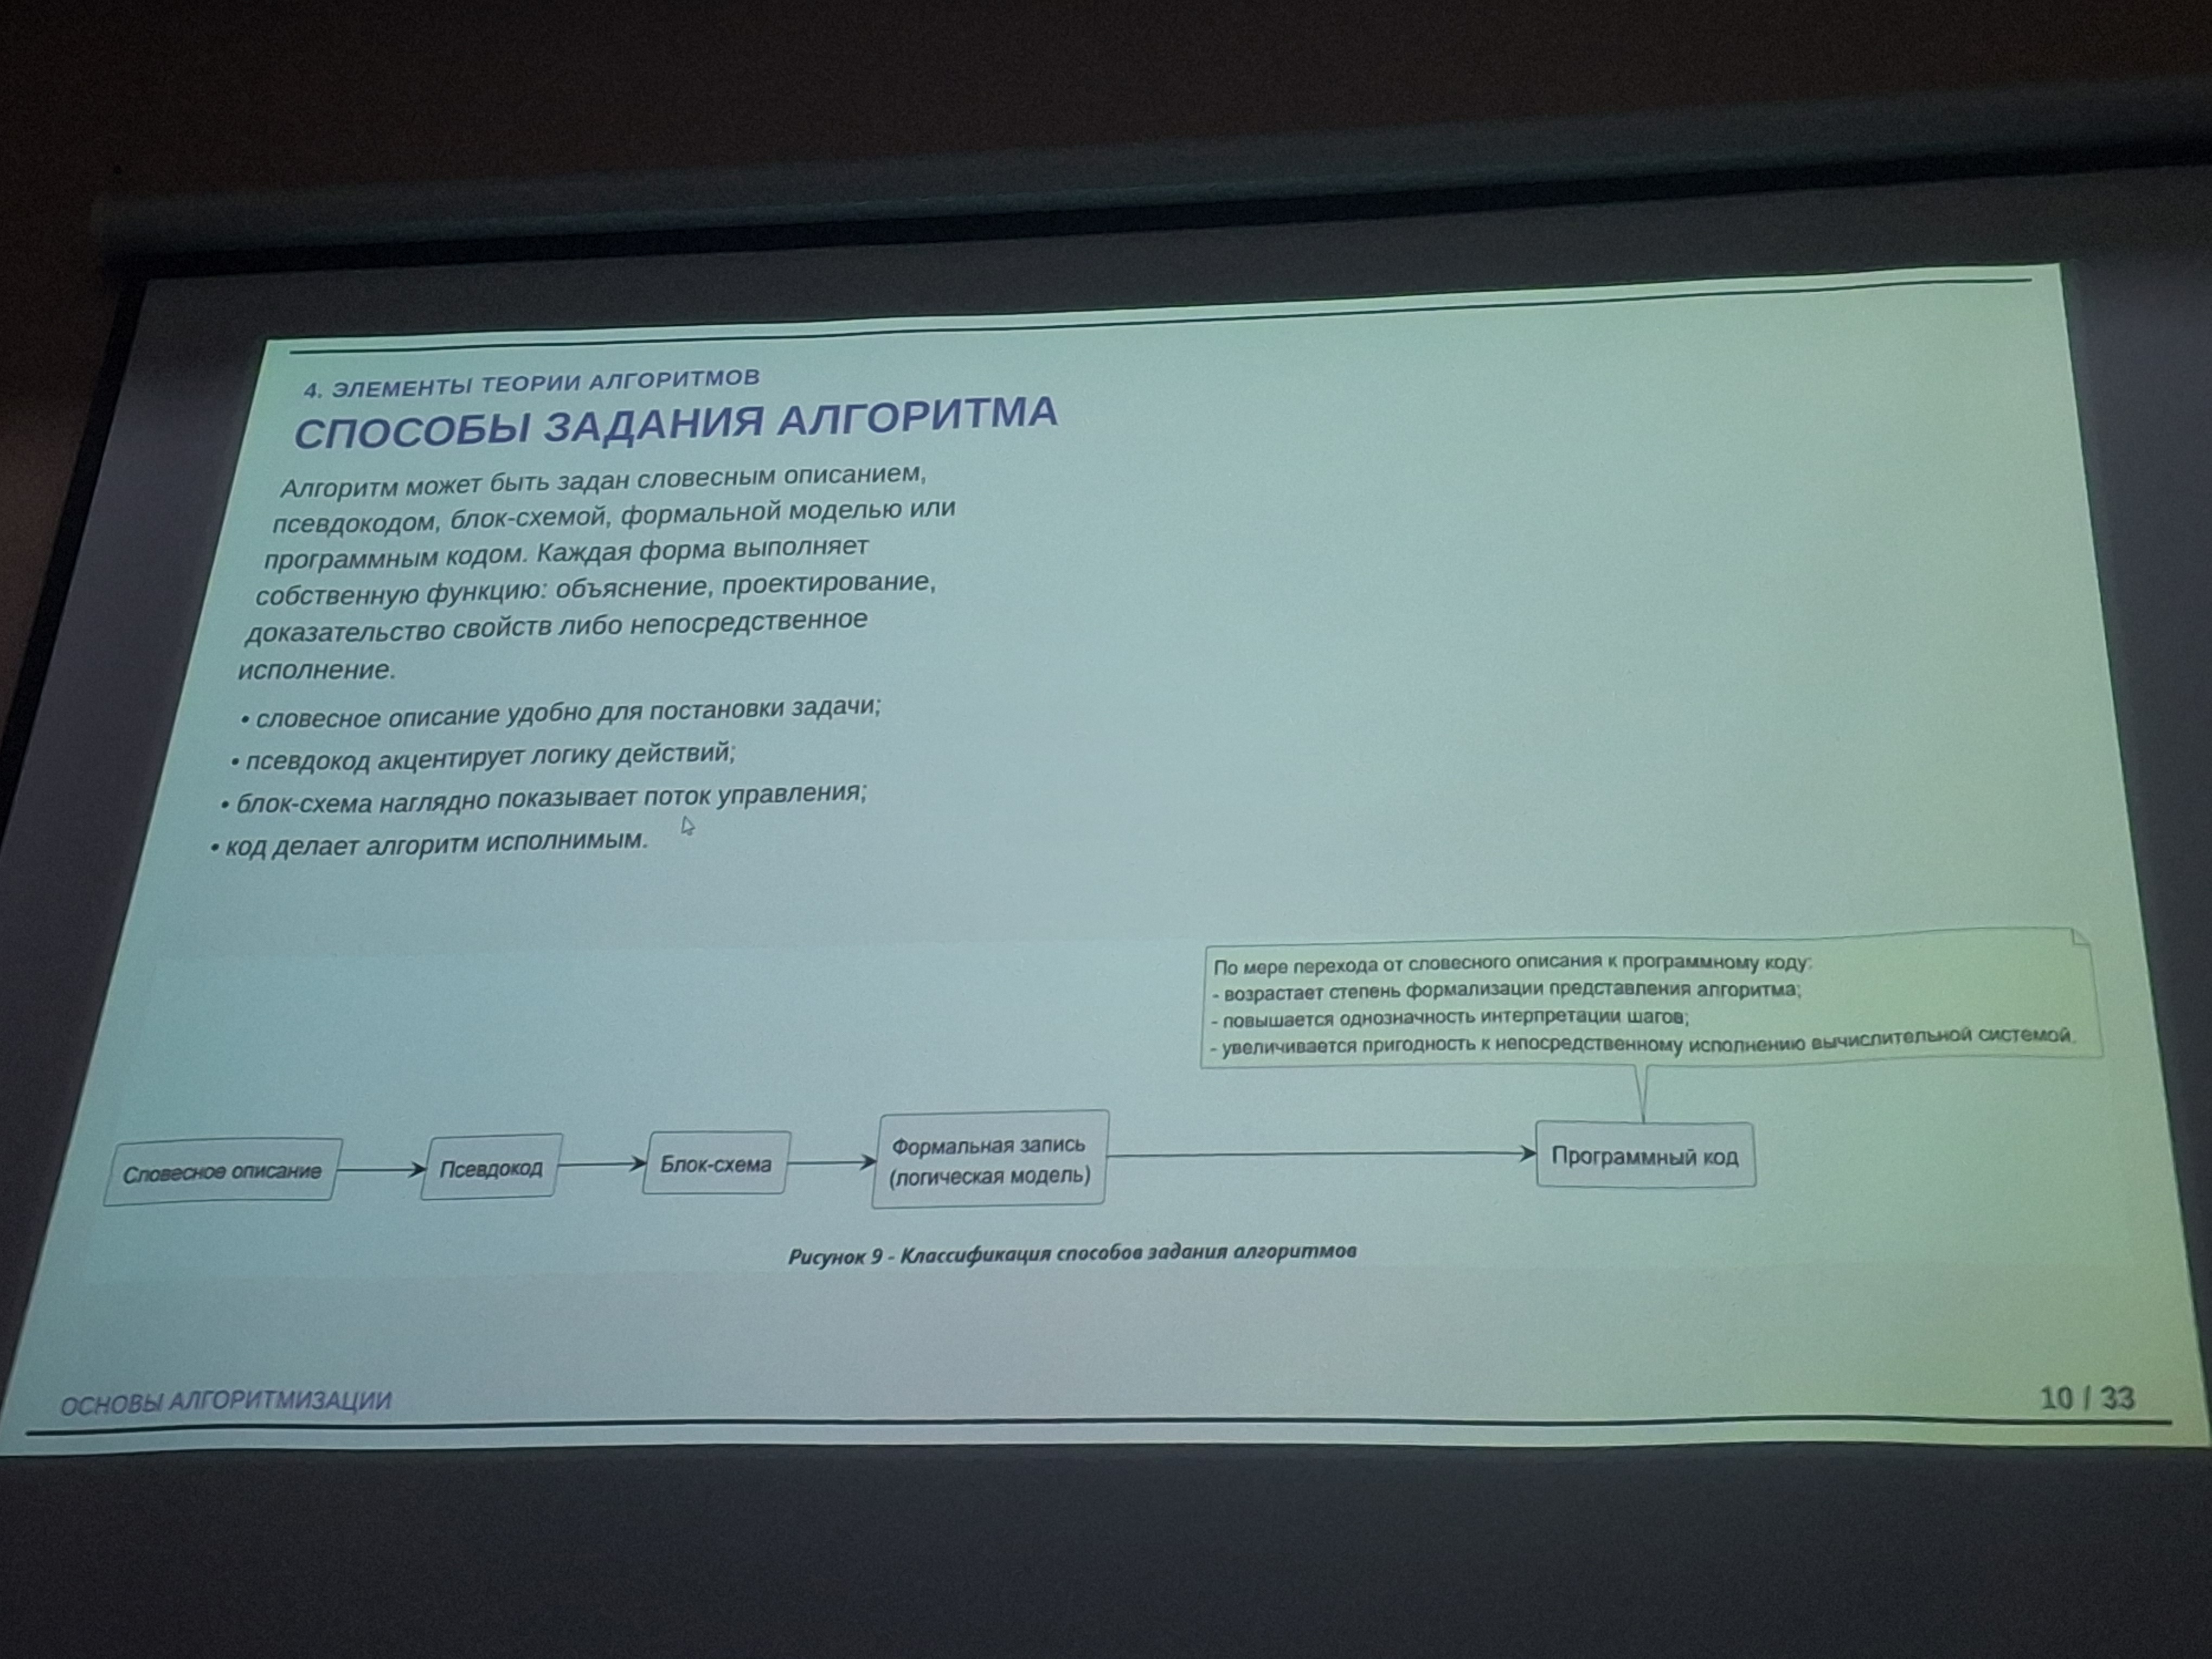 4. ЭЛЕМЕНТЫ ТЕОРИИ АЛГОРИТМОВ
СПОСОБЫ ЗАДАНИЯ АЛГОРИТМА
Алгоритм может быть задан словесным описанием,
псевдокодом, блок-схемой, формальной моделью или
программным кодом. Каждая форма выполняет
собственную функцию: объяснение, проектирование,
доказательство свойств либо непосредственное
исполнение.
• словесное описание удобно для постановки задачи;
• псевдокод акцентирует логику действий;
• блок-схема наглядно показывает поток управления;
• код делает алгоритм исполнимым.
По мере перехода от словесного описания к программному коду:
- возрастает степень формализации представления алгоритма;
- повышается однозначность интерпретации шагов;
- увеличивается пригодность к непосредственному исполнению вычислительной системой.
Словесное описание
Псевдокод
Блок-схема
Формальная запись
(логическая модель)
Программный код
Рисунок 9 - Классификация способов задания алгоритмов
ОСНОВЫ АЛГОРИТМИЗАЦИИ
10 / 33